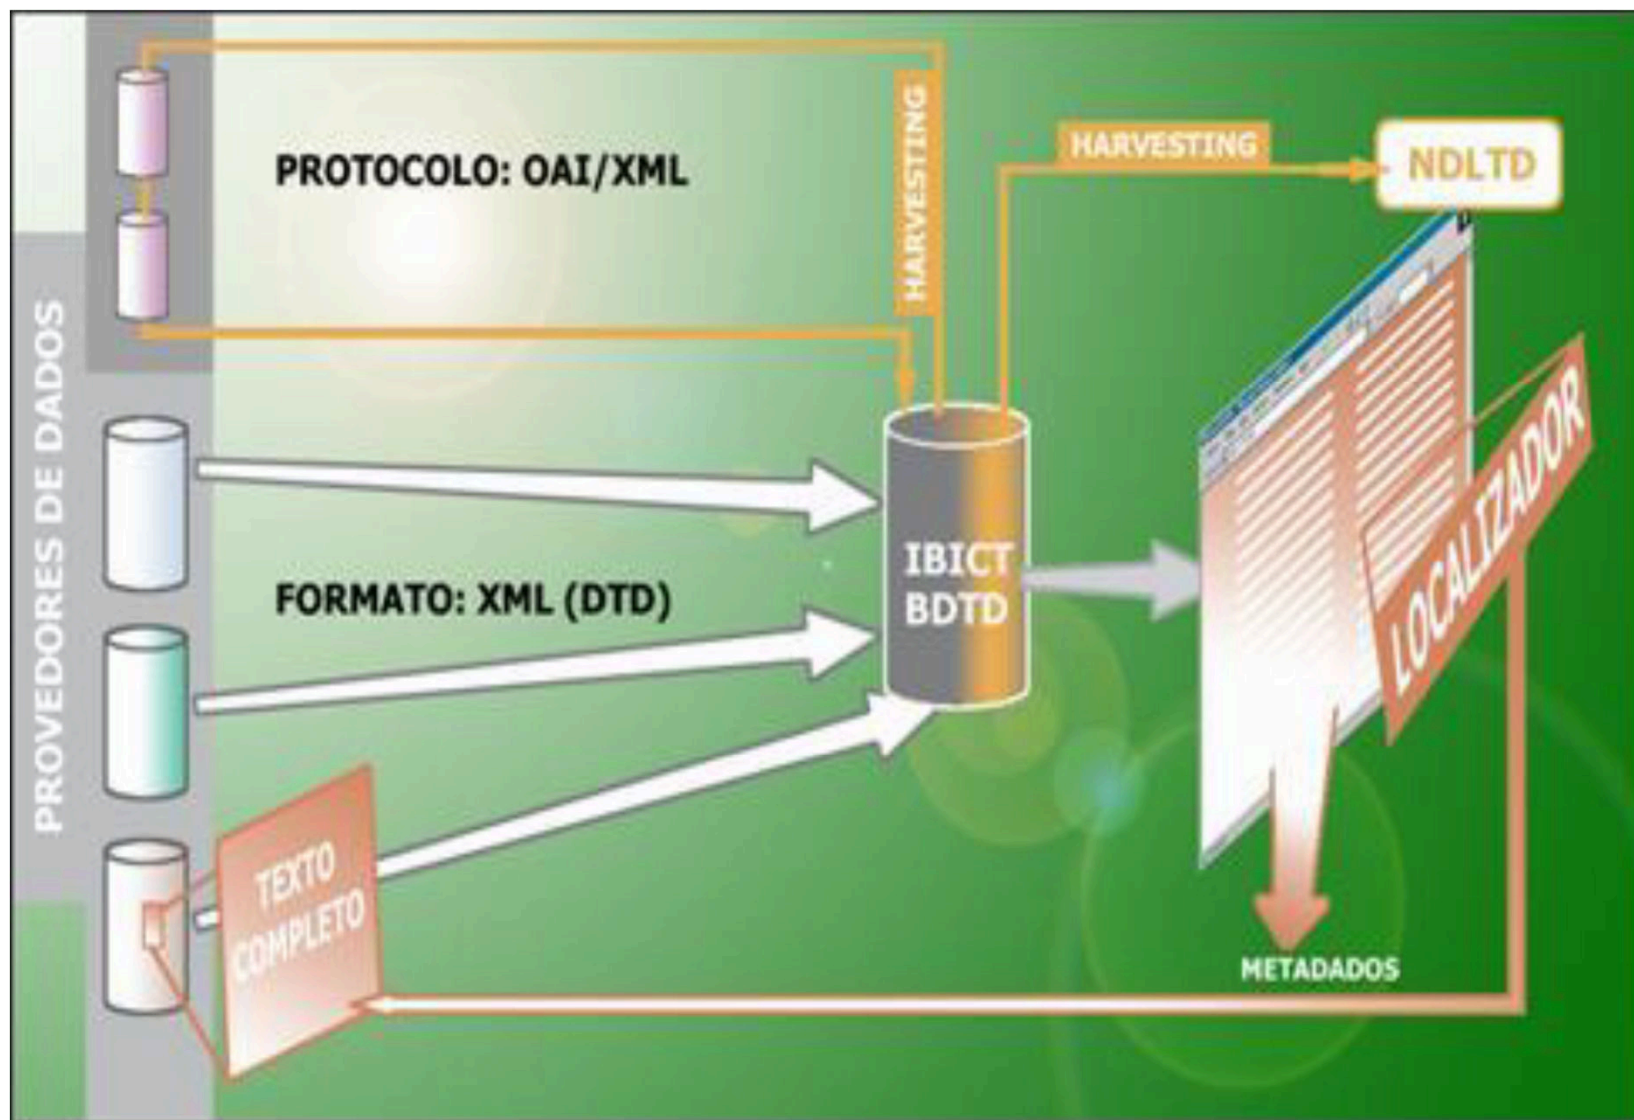 PROVEDORES DE DADOS
PROTOCOLO: OAI/XML
HARVESTING
HARVESTING
NDLTD
FORMATO: XML (DTD)
IBICT
BDTD
LOCALIZADOR
TEXTO
COMPLETO
METADADOS